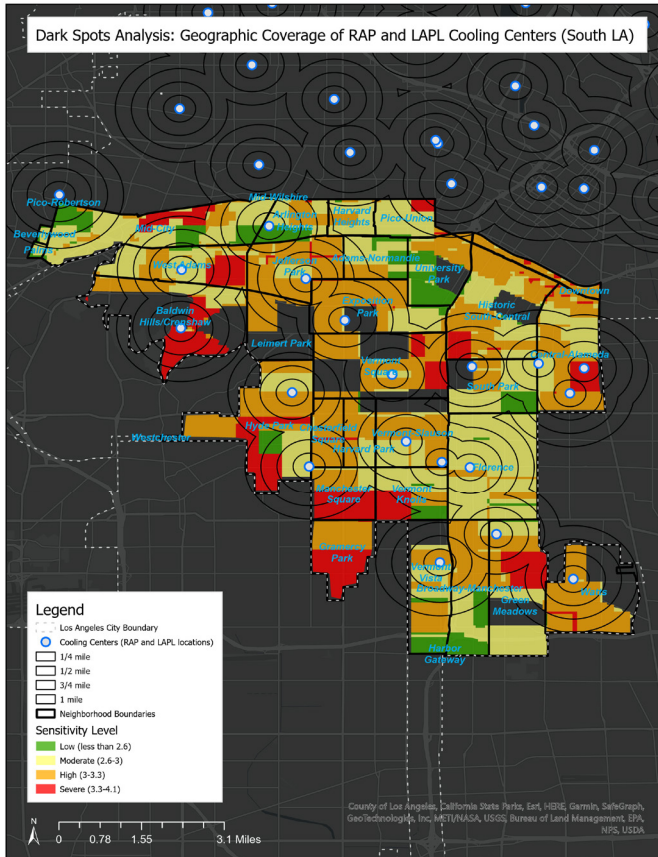 Dark Spots Analysis: Geographic Coverage of RAP and LAPL Cooling Centers (South LA)
Pico-Robertson
Mid-Wilshire
Beverlywood
Palms
Mid-City
Arlington Heights
Harvard
Heights
Pico-Union
West Adams
Jefferson
Park
Adams-Normandie
University
Park
Downtown
Historic
South-Central
Baldwin
Hills/Crenshaw
Exposition
Park
Leimert Park
Vermont
Square
Central-Alameda
South Park
Hyde Park
Westchester
Chesterfield
Square
Harvard Park
Vermont-Slauson
Florence
Manchester
Square
Vermont
Knolls
Gramercy
Park
Vermont
Vista
Broadway-Manchester
Green
Meadows
Watts
Harbor
Gateway
Legend
Los Angeles City Boundary
Cooling Centers (RAP and LAPL locations)
1/4 mile
1/2 mile
3/4 mile
1 mile
Neighborhood Boundaries
Sensitivity Level
Low (less than 2.6)
Moderate (2.6-3)
High (3-3.3)
Severe (3.3-4.1)
N
0 0.78 1.55 3.1 Miles
County of Los Angeles, California State Parks, Esri, HERE, Garmin, SafeGraph,
GeoTechnologies, Inc, METI/NASA, USGS, Bureau of Land Management, EPA,
NPS, USDA